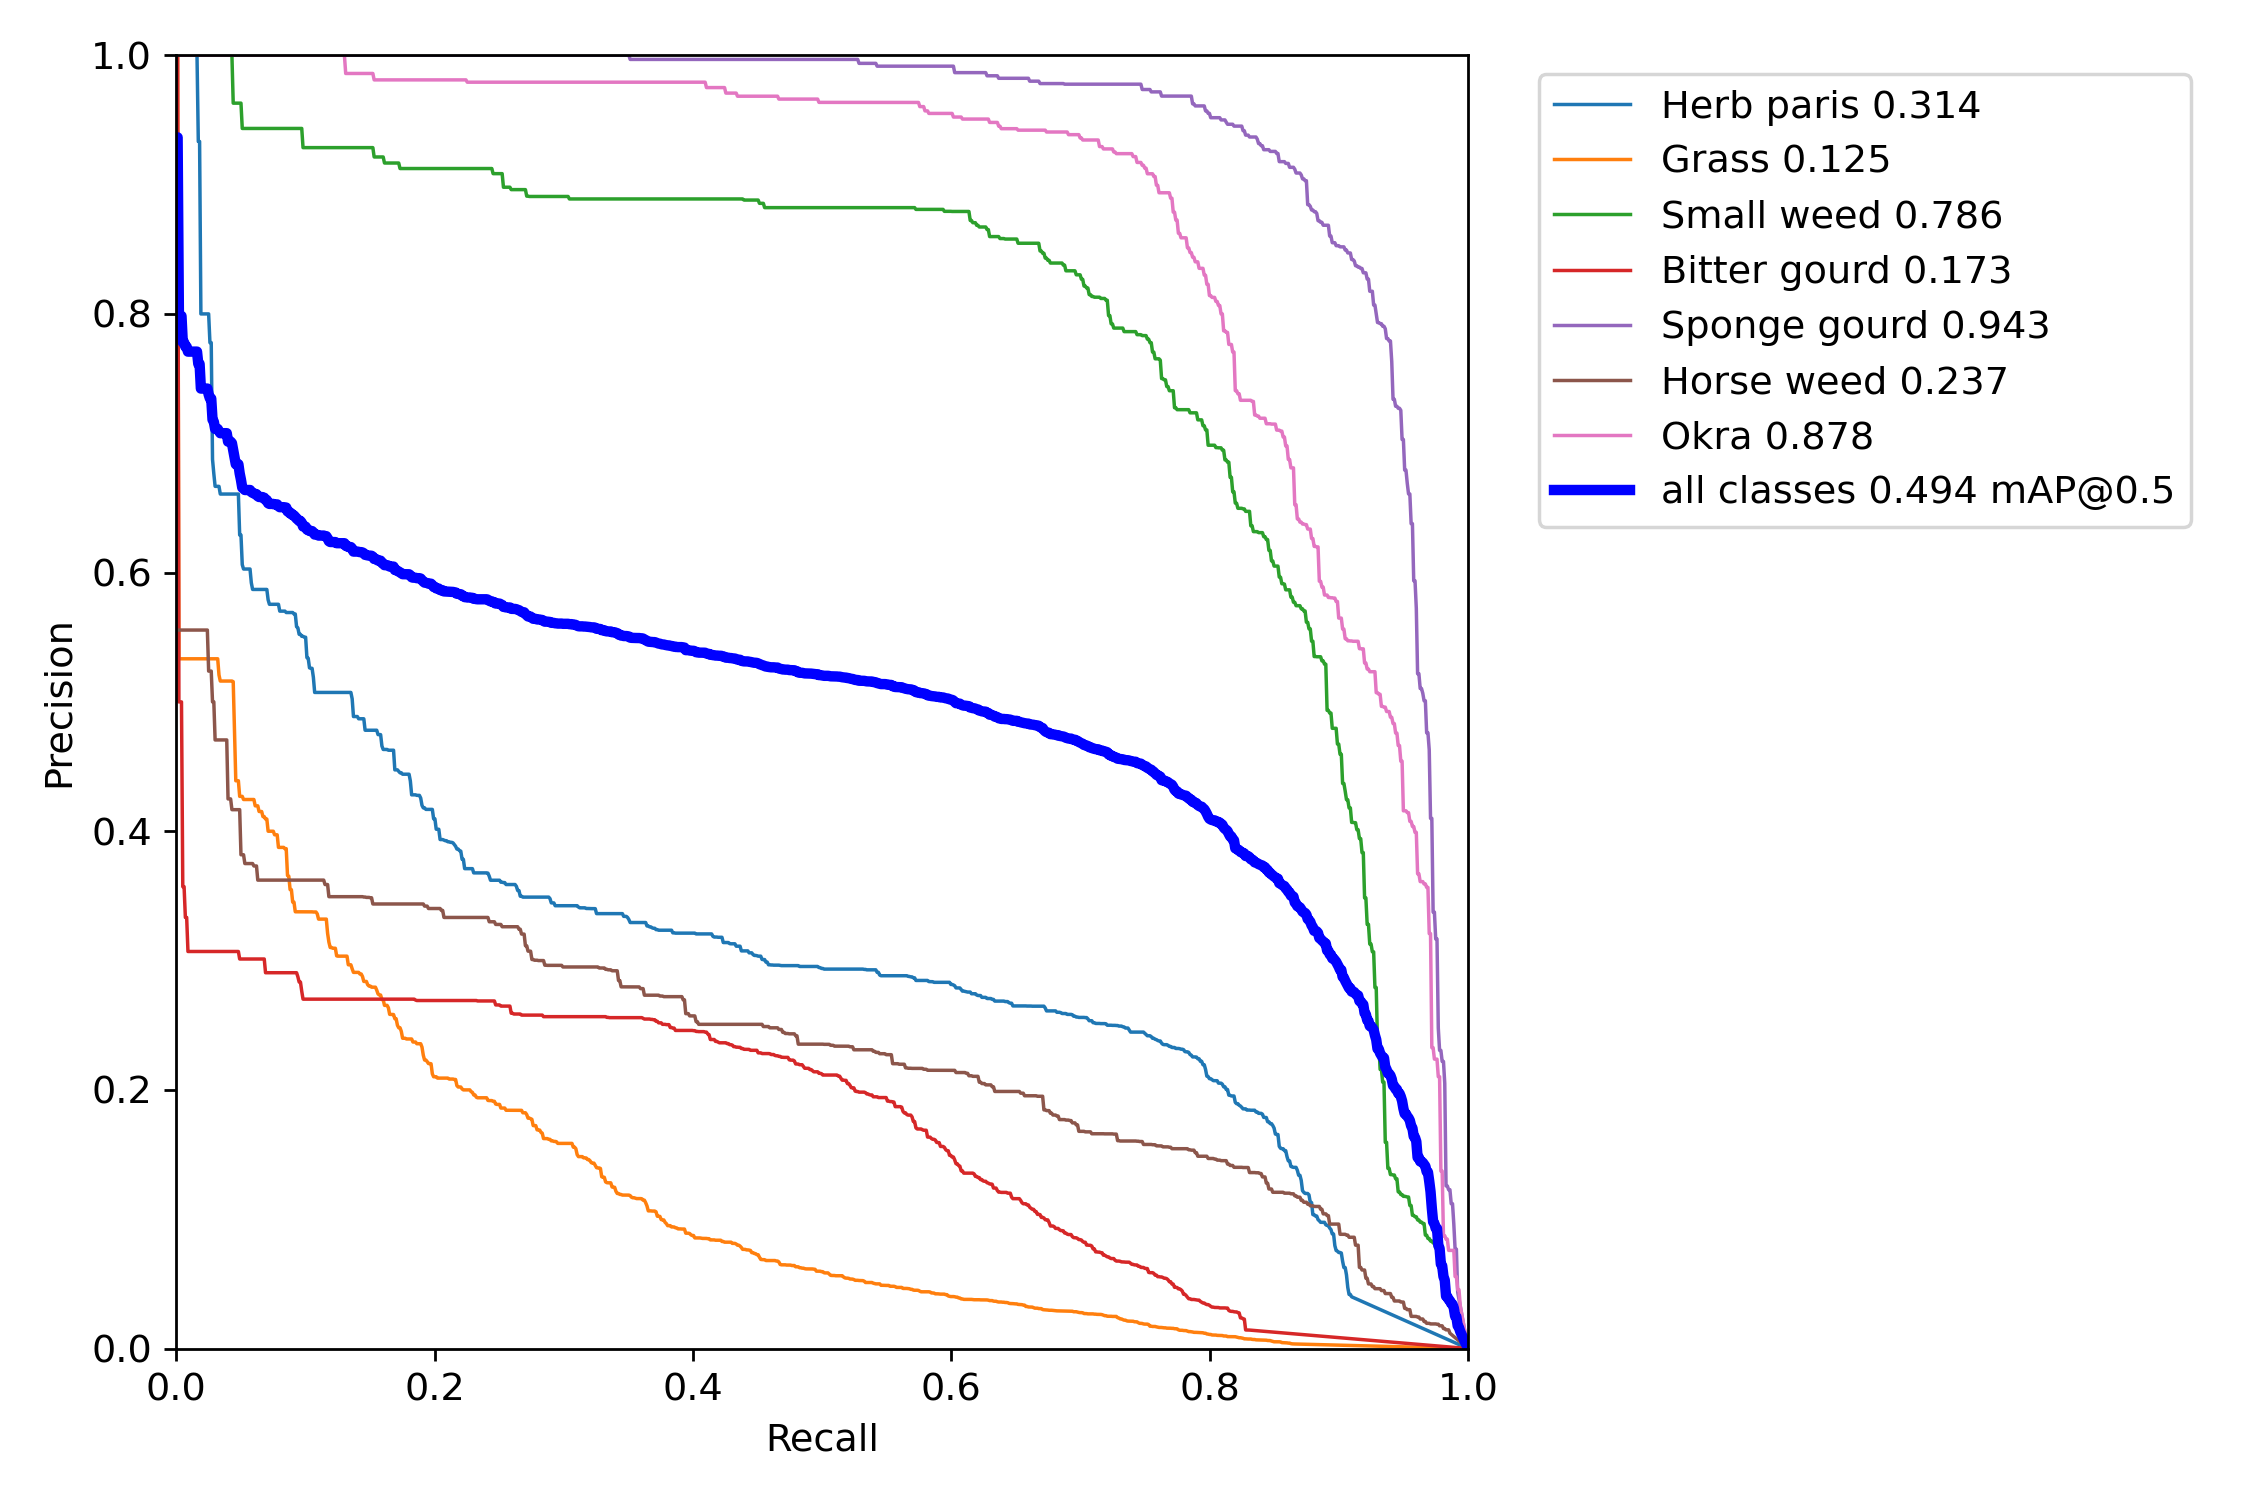 1.0
0.8
0.6
0.4
0.2
0.0
0.0 0.2 0.4 0.6 0.8 1.0
Precision
Recall
Herb paris 0.314
Grass 0.125
Small weed 0.786
Bitter gourd 0.173
Sponge gourd 0.943
Horse weed 0.237
Okra 0.878
all classes 0.494 mAP@0.5